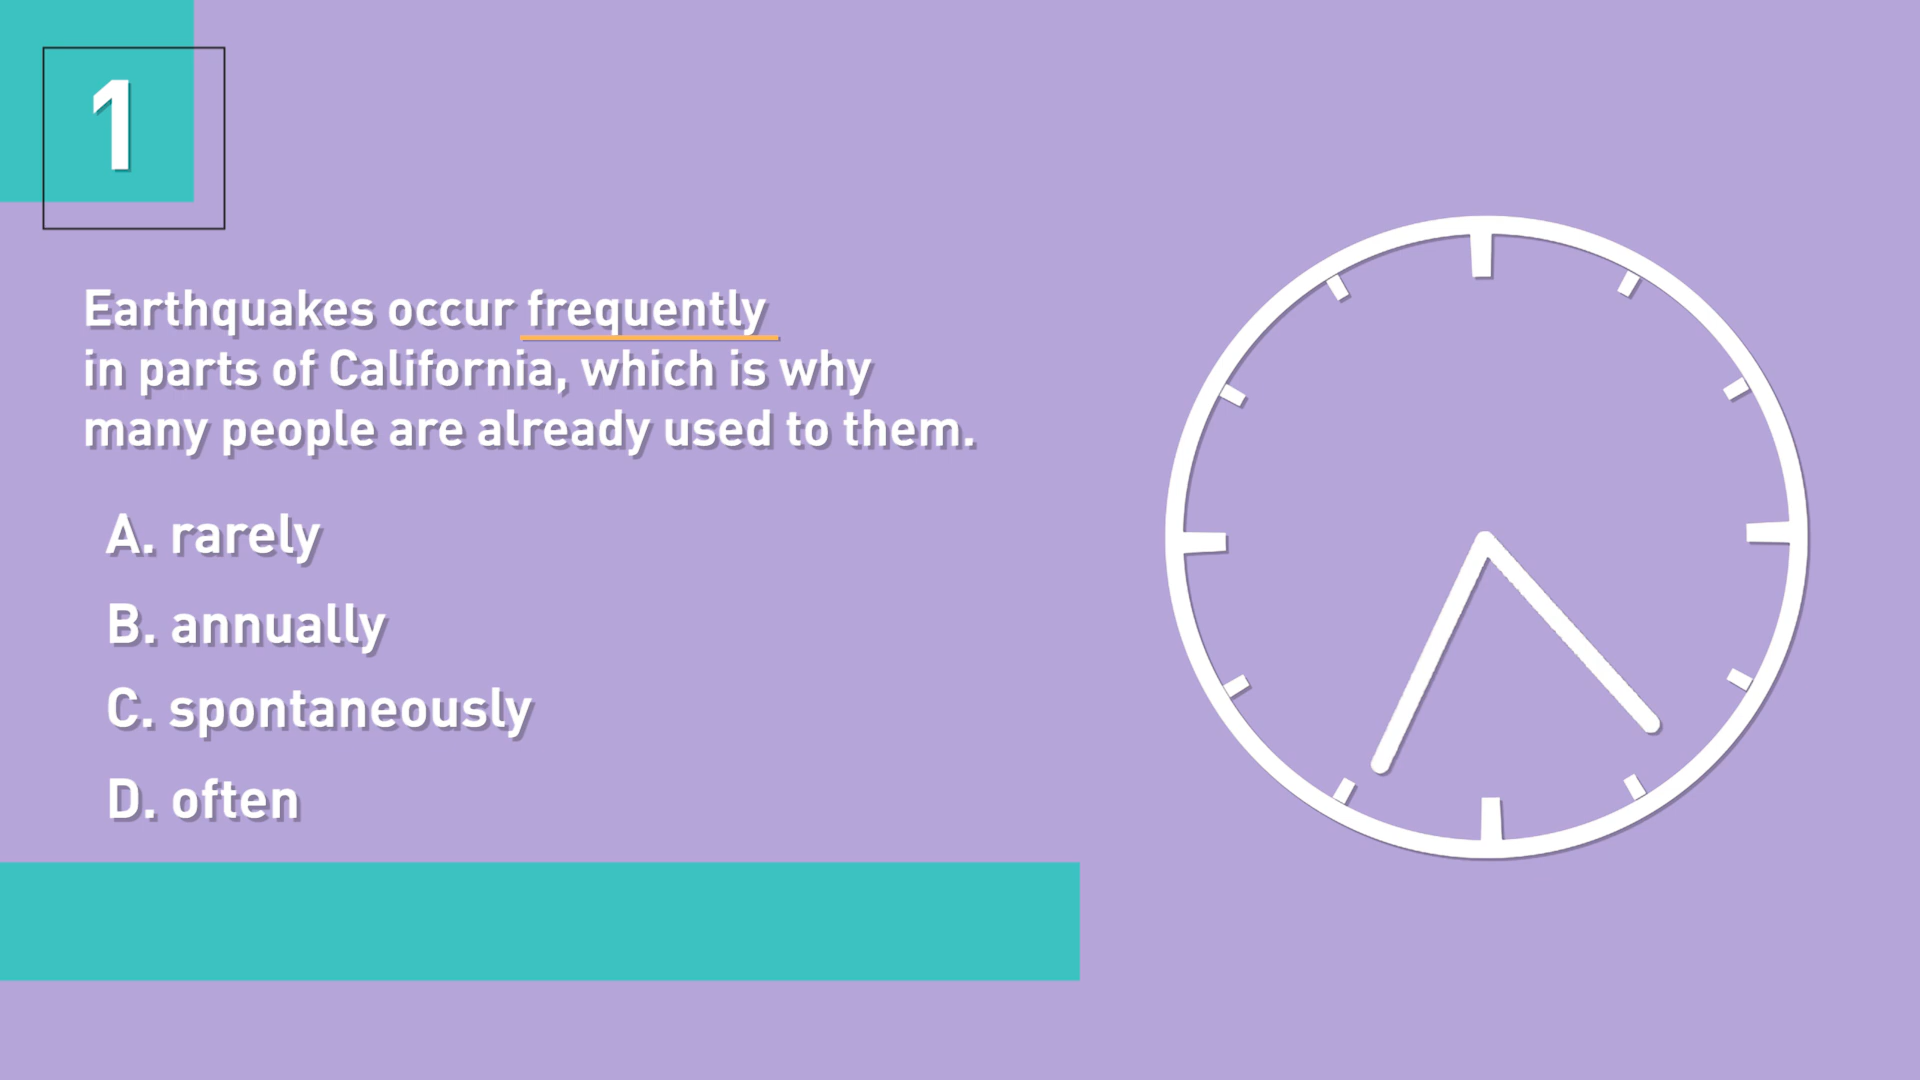 1
Earthquakes occur frequently
in parts of California, which is why
many people are already used to them.
A. rarely
B. annually
C. spontaneously
D. often